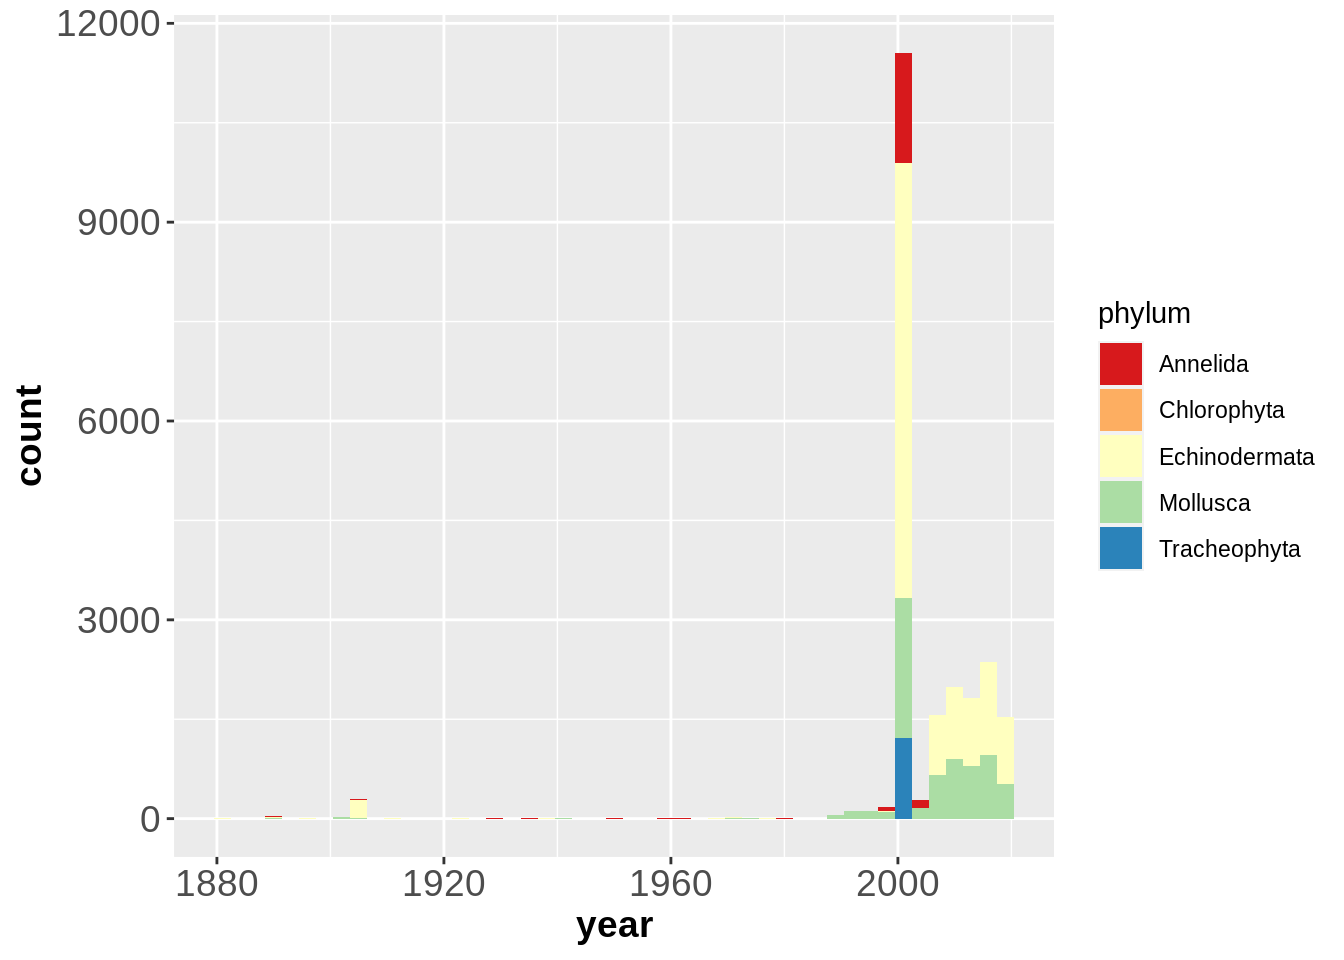 12000
9000
6000
3000
0
count
1880 1920 1960 2000
year
phylum
Annelida
Chlorophyta
Echinodermata
Mollusca
Tracheophyta